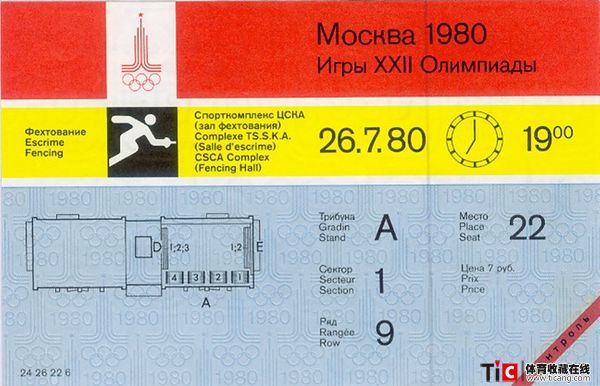 Москва 1980
Игры XXII Олимпиады
Фехтование
Escrime
Fencing
Спорткомплекс ЦСКА
(зал фехтования)
Complexe TS.S.K.A.
(Salle d'escrime)
CSCA Complex
(Fencing Hall)
26.7.80
19 00
Трибуна
Gradin
Stand
A
Место
Place
Seat
22
Сектор
Secteur
Section
1
Цена 7 руб.
Prix
Price
Ряд
Rangée
Row
9
D
1;2;3
1;2
E
4 3 2 1
A
24 26 22 6
TiC 体育收藏在线
www.ticang.com